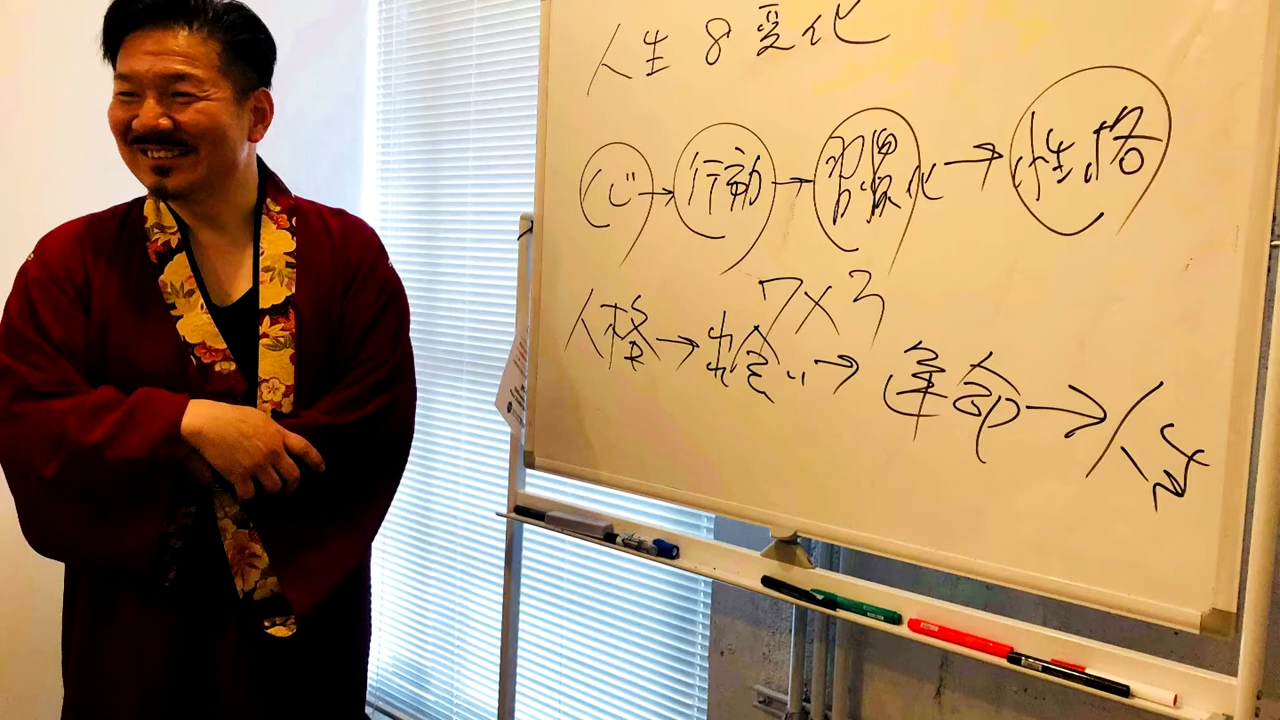 人生 8 変化
心 → 行動 → 習慣化 → 性格
7×3
人格 → 出会い → 運命 → 人生